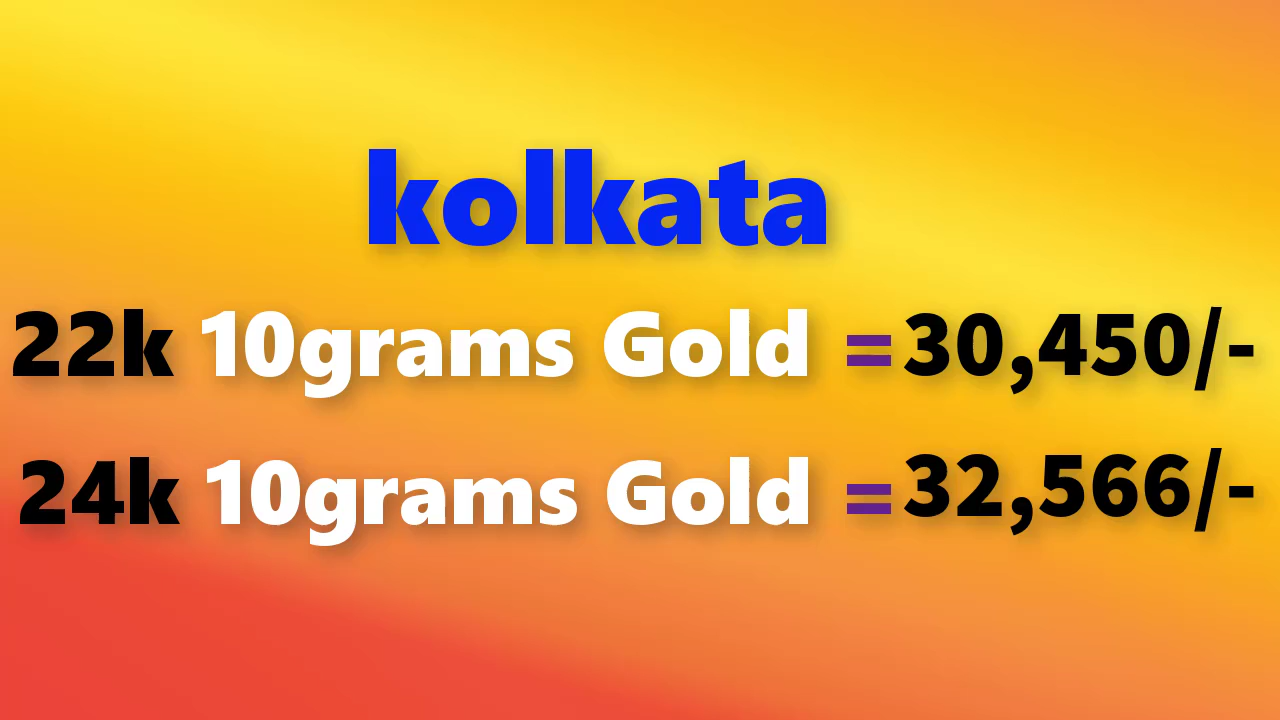 kolkata
22k 10grams Gold =30,450/-
24k 10grams Gold =32,566/-